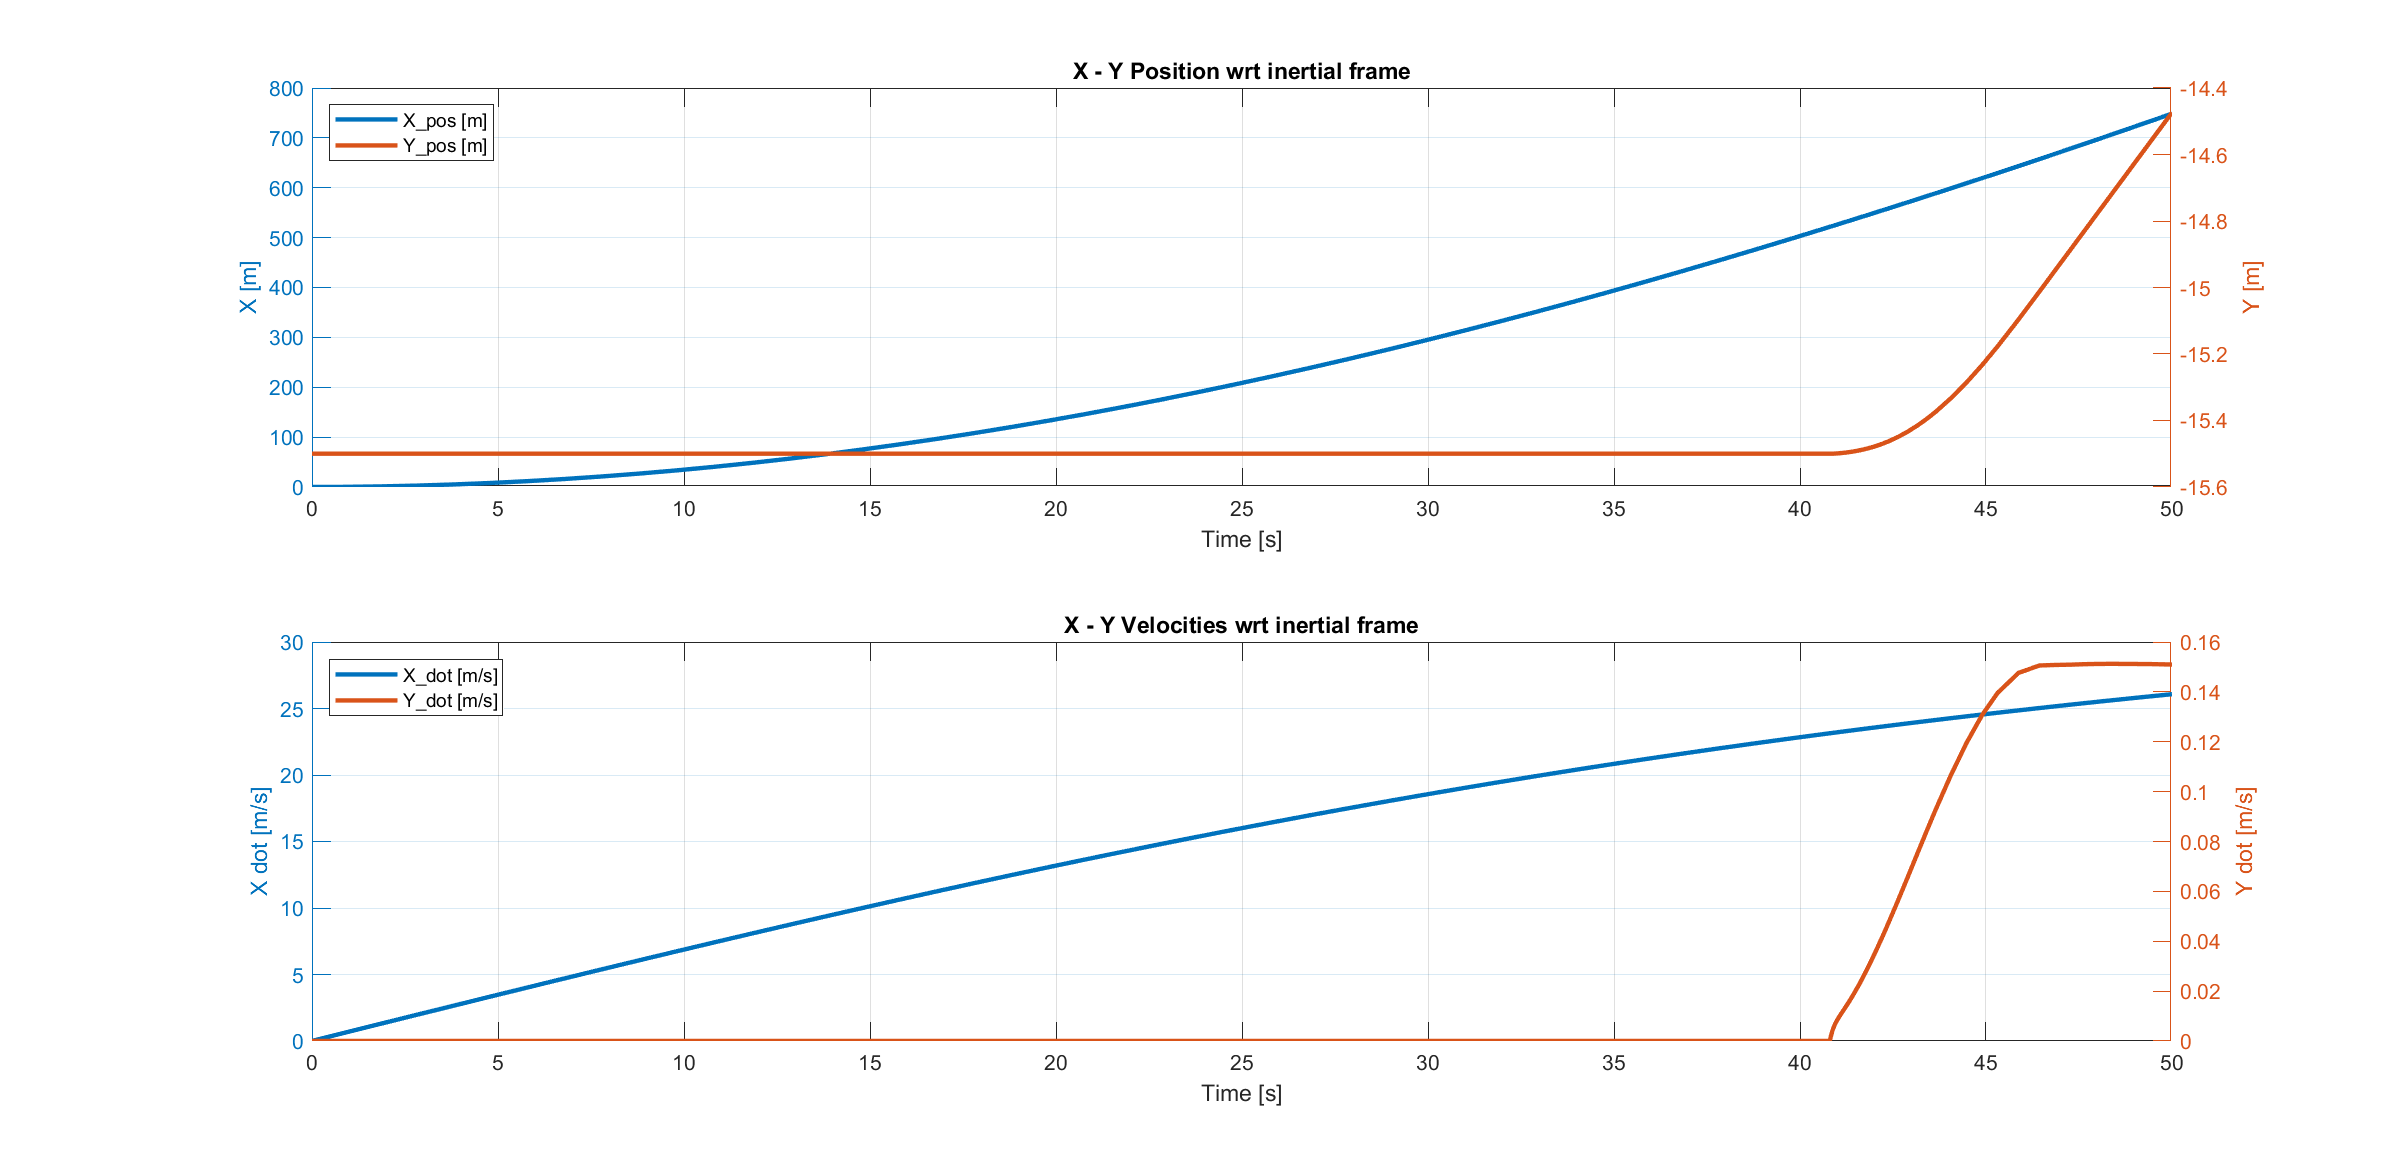 X - Y Position wrt inertial frame
800
700
600
500
400
300
200
100
0
X [m]
X_pos [m]
Y_pos [m]
-14.4
-14.6
-14.8
-15
-15.2
-15.4
-15.6
Y [m]
0 5 10 15 20 25 30 35 40 45 50
Time [s]
X - Y Velocities wrt inertial frame
30
25
20
15
10
5
0
X dot [m/s]
X_dot [m/s]
Y_dot [m/s]
0.16
0.14
0.12
0.1
0.08
0.06
0.04
0.02
0
Y dot [m/s]
0 5 10 15 20 25 30 35 40 45 50
Time [s]